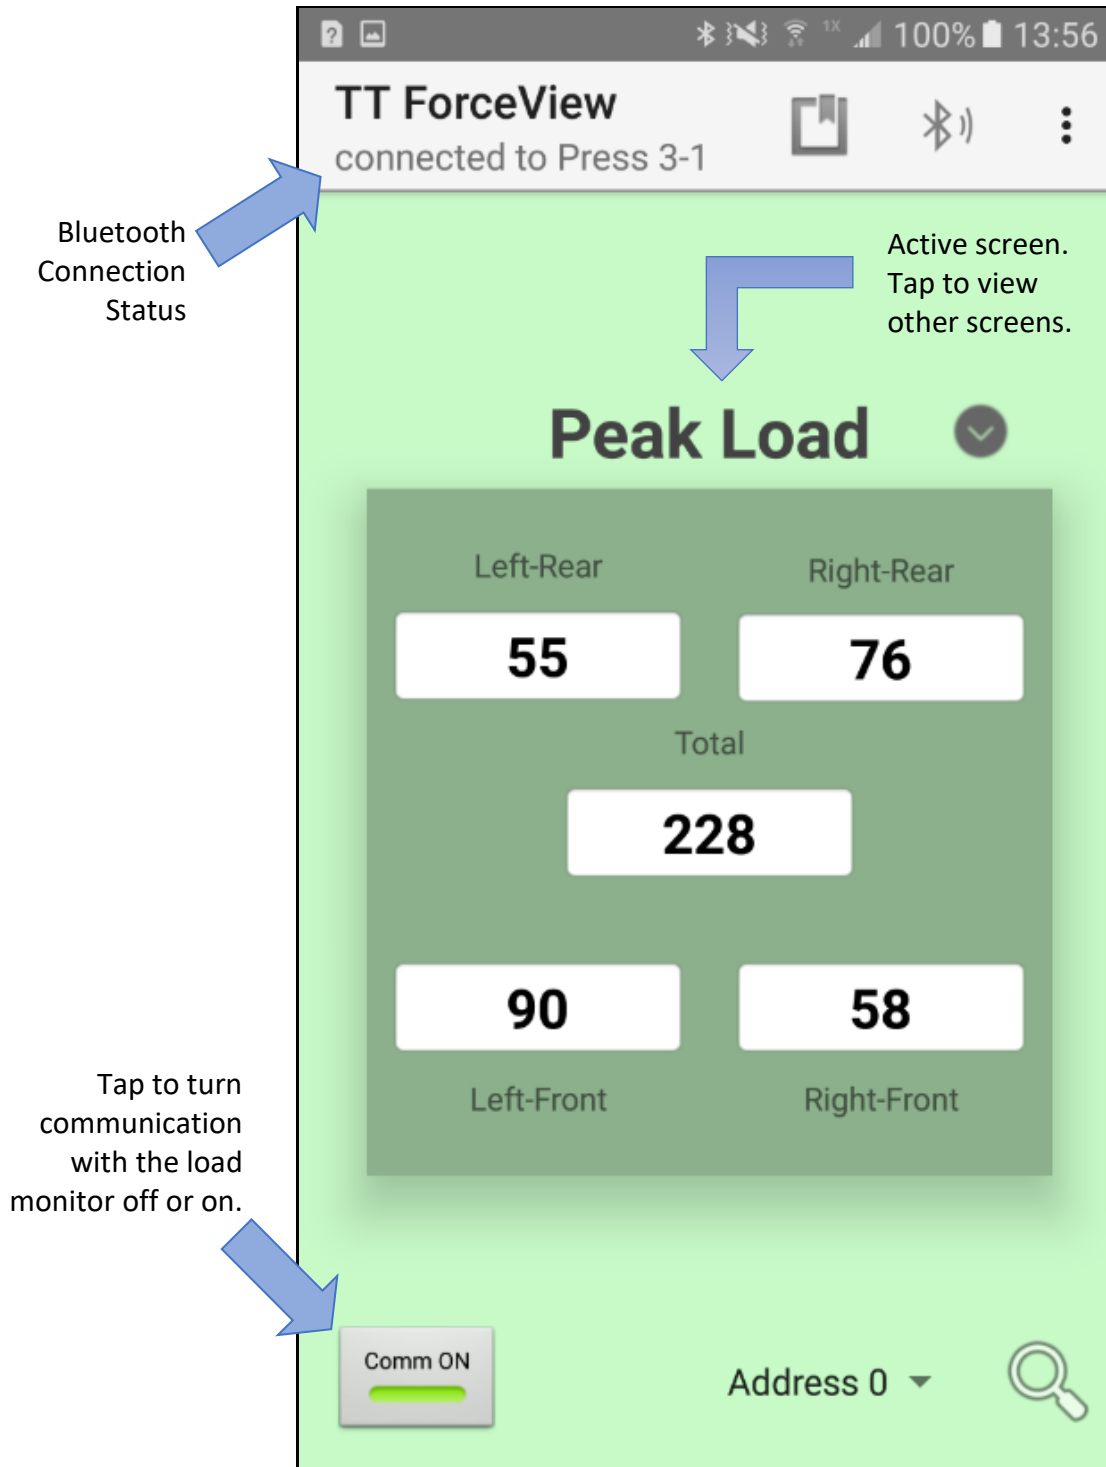 1X 100% 13:56
TT ForceView
connected to Press 3-1
Bluetooth
Connection
Status
Active screen.
Tap to view
other screens.
Peak Load
Left-Rear Right-Rear
55 76
Total
228
90 58
Left-Front Right-Front
Tap to turn
communication
with the load
monitor off or on.
Comm ON
Address 0